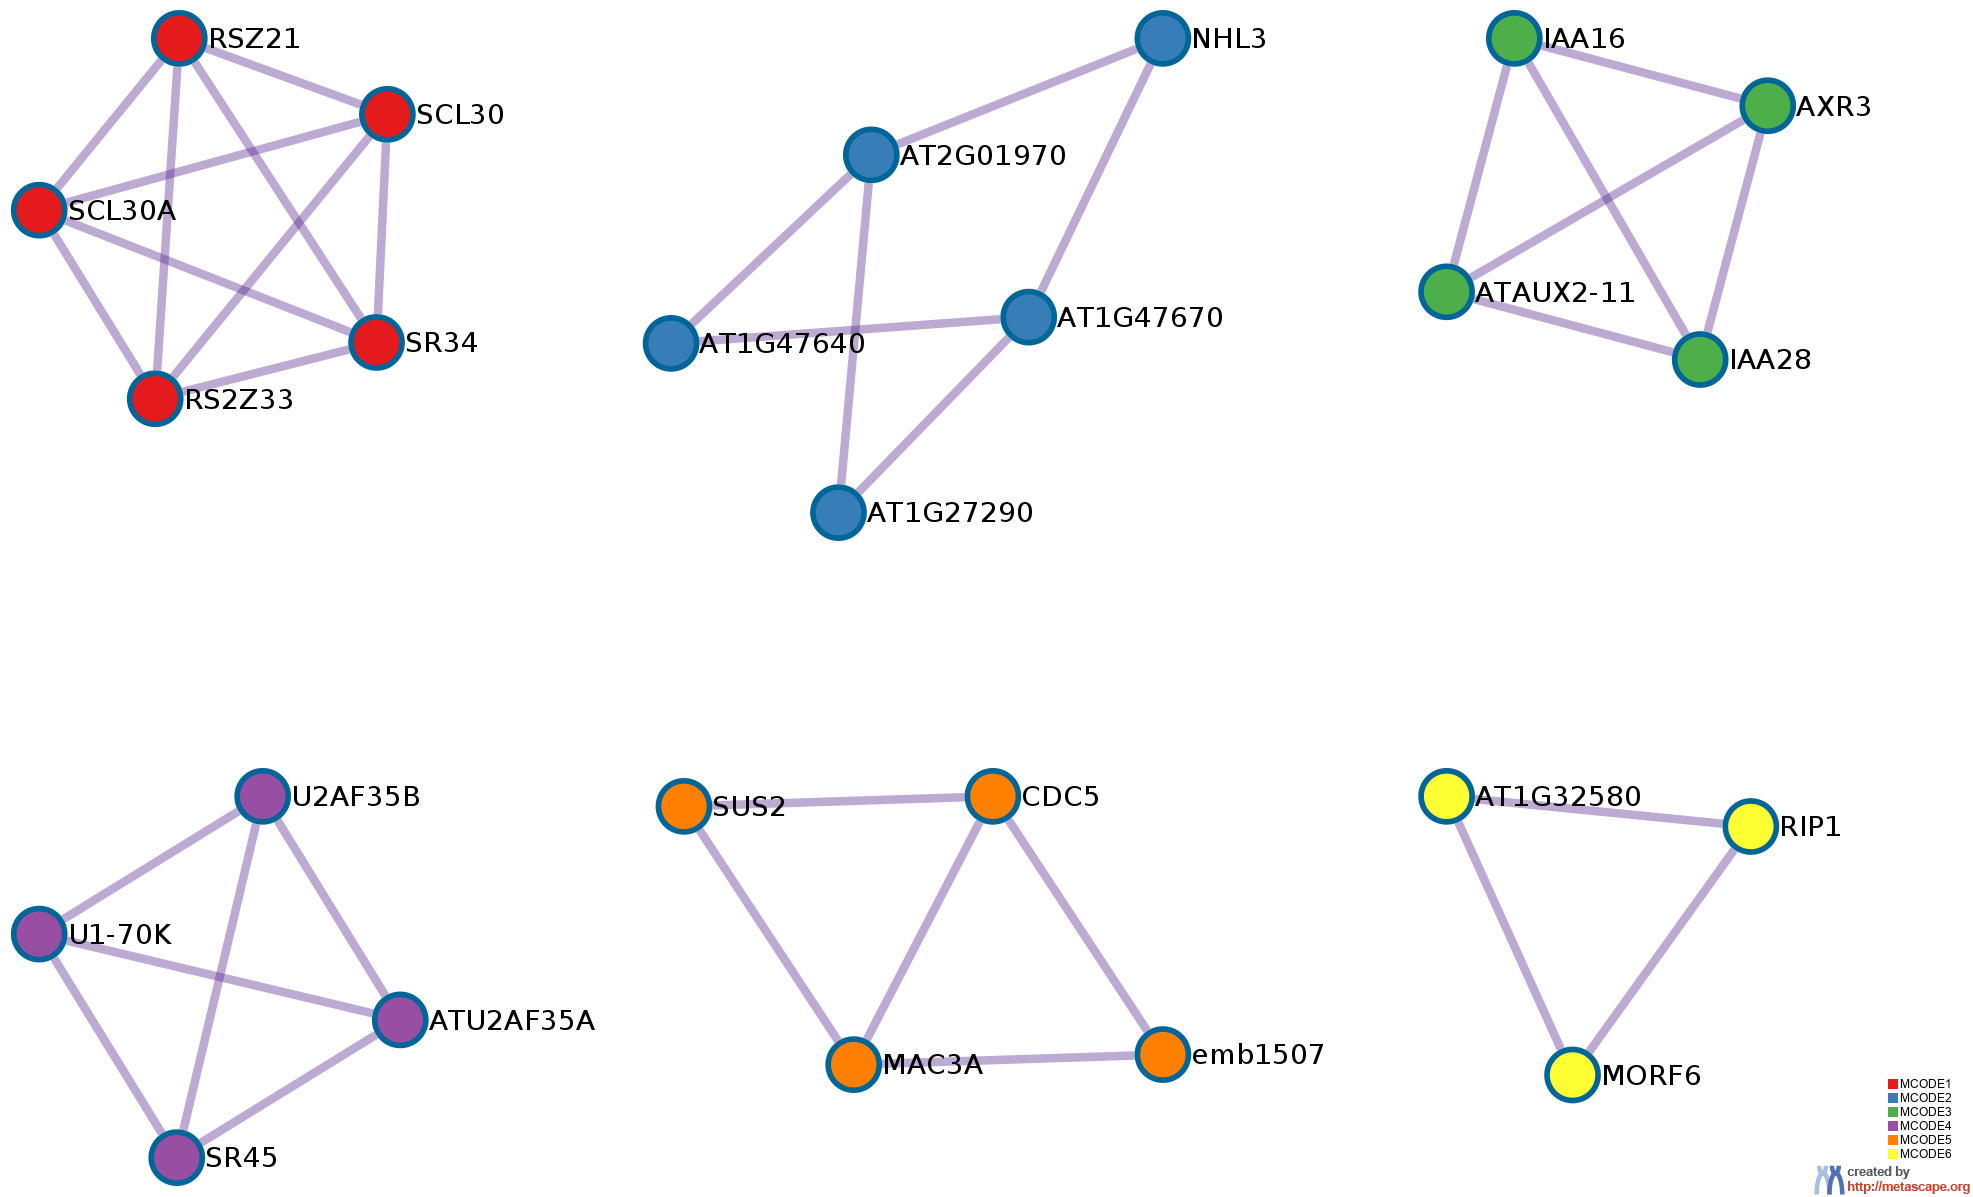 RSZ21
SCL30
SCL30A
SR34
RS2Z33
NHL3
AT2G01970
AT1G47670
AT1G47640
AT1G27290
IAA16
AXR3
ATAUX2-11
IAA28
U2AF35B
U1-70K
ATU2AF35A
SR45
SUS2
CDC5
MAC3A
emb1507
AT1G32580
RIP1
MORF6
MCODE1
MCODE2
MCODE3
MCODE4
MCODE5
MCODE6
created by
http://metascape.org